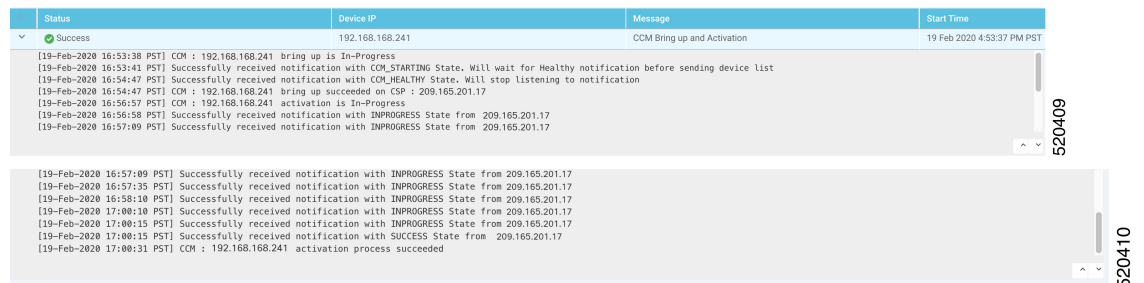 Status Device IP Message Start Time
Success 192.168.168.241 CCM Bring up and Activation 19 Feb 2020 4:53:37 PM PST
[19-Feb-2020 16:53:38 PST] CCM : 192.168.168.241 bring up is In-Progress
[19-Feb-2020 16:53:41 PST] Successfully received notification with CCM_STARTING State. Will wait for Healthy notification before sending device list
[19-Feb-2020 16:54:47 PST] Successfully received notification with CCM_HEALTHY State. Will stop listening to notification
[19-Feb-2020 16:54:47 PST] CCM : 192.168.168.241 bring up succeeded on CSP : 209.165.201.17
[19-Feb-2020 16:56:57 PST] CCM : 192.168.168.241 activation is In-Progress
[19-Feb-2020 16:56:58 PST] Successfully received notification with INPROGRESS State from 209.165.201.17
[19-Feb-2020 16:57:09 PST] Successfully received notification with INPROGRESS State from 209.165.201.17
520409
[19-Feb-2020 16:57:09 PST] Successfully received notification with INPROGRESS State from 209.165.201.17
[19-Feb-2020 16:57:35 PST] Successfully received notification with INPROGRESS State from 209.165.201.17
[19-Feb-2020 16:58:10 PST] Successfully received notification with INPROGRESS State from 209.165.201.17
[19-Feb-2020 17:00:10 PST] Successfully received notification with INPROGRESS State from 209.165.201.17
[19-Feb-2020 17:00:15 PST] Successfully received notification with INPROGRESS State from 209.165.201.17
[19-Feb-2020 17:00:15 PST] Successfully received notification with SUCCESS State from 209.165.201.17
[19-Feb-2020 17:00:31 PST] CCM : 192.168.168.241 activation process succeeded
520410